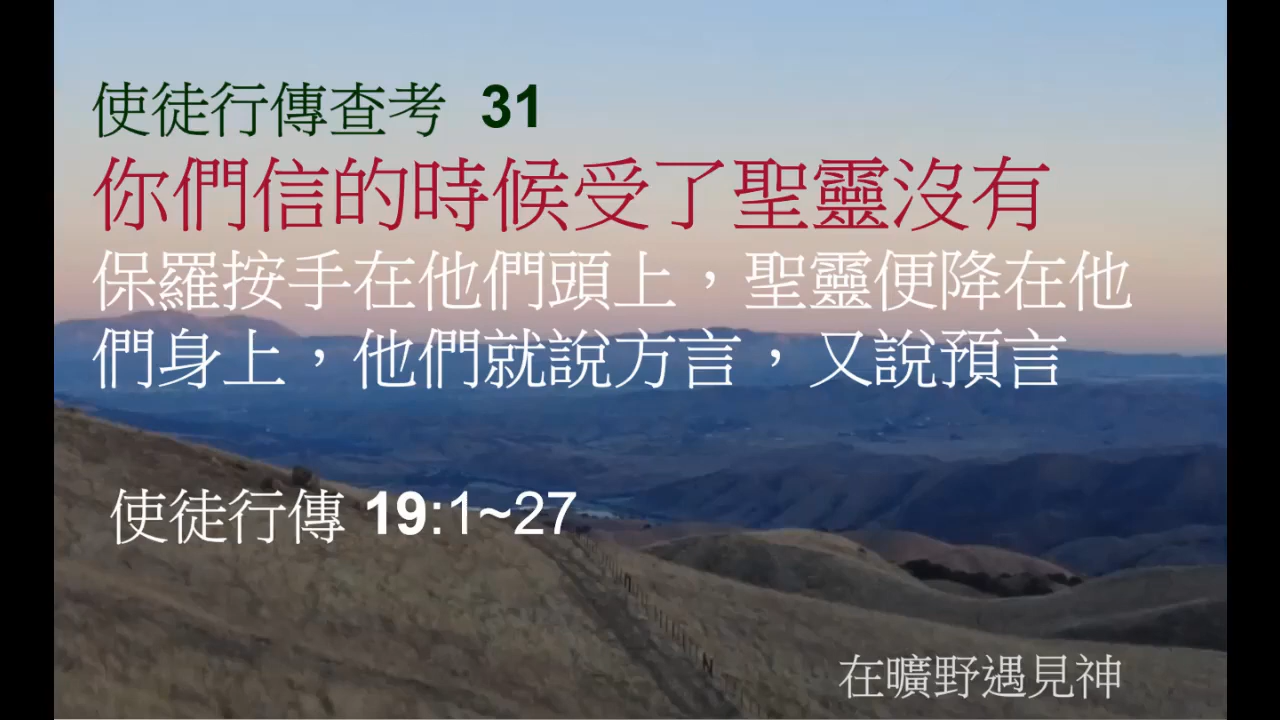 使徒行傳查考 31
你們信的時候受了聖靈沒有
保羅按手在他們頭上，聖靈便降在他
們身上，他們就說方言，又說預言
使徒行傳 19:1~27
在曠野遇見神